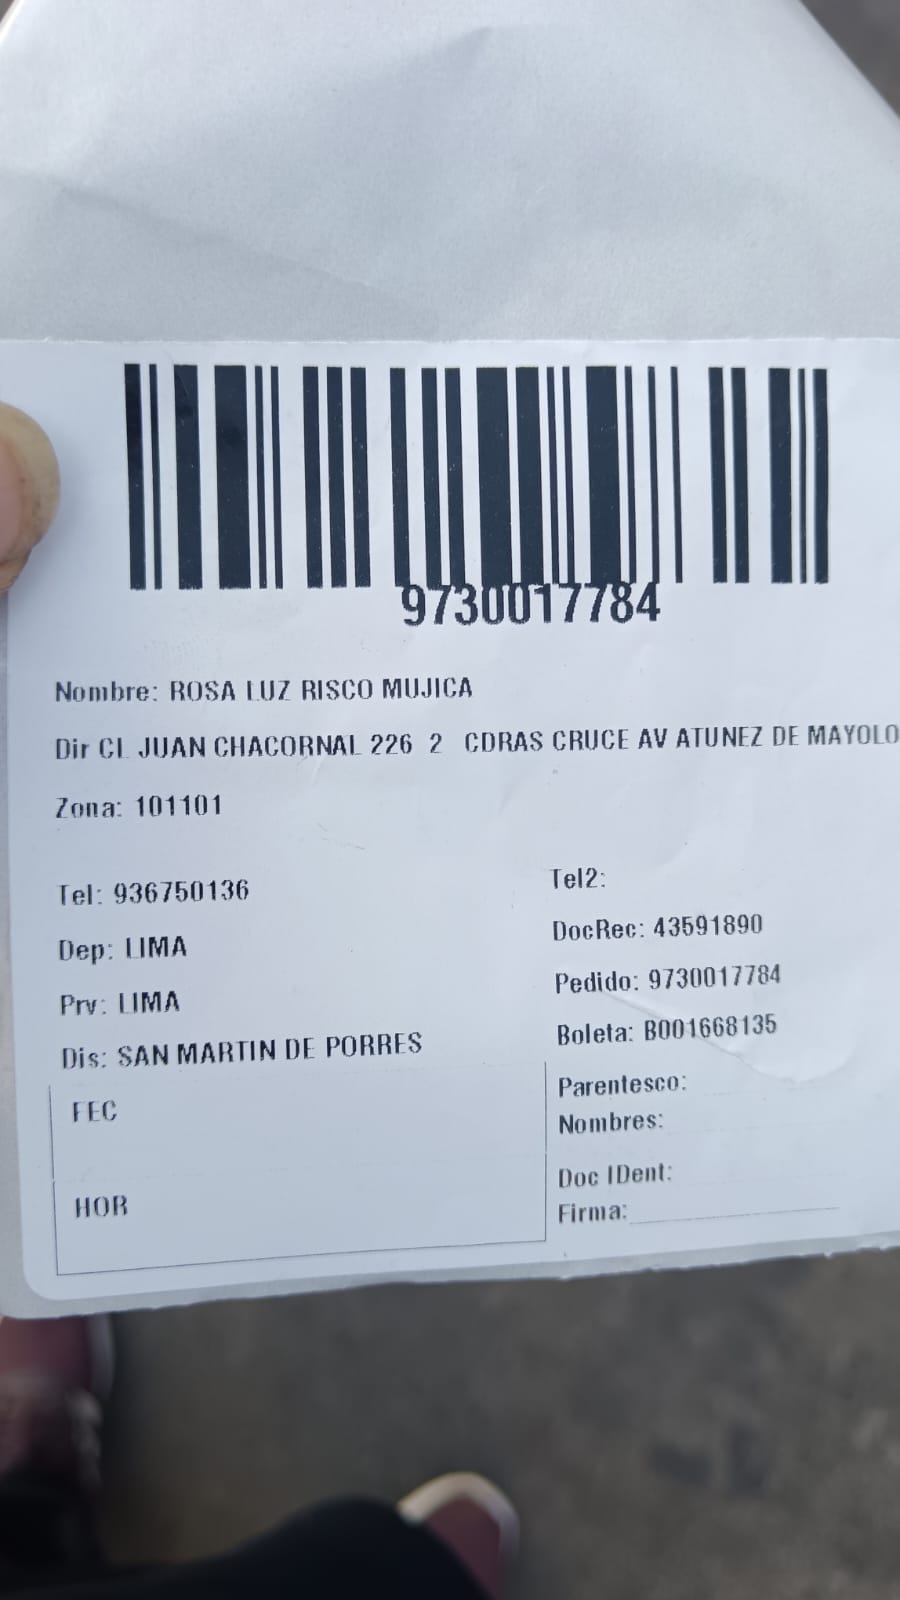 9730017784
Nombre: ROSA LUZ RISCO MUJICA
Dir CL JUAN CHACORNAL 226 2 CDRAS CRUCE AV ATUNEZ DE MAYOLO
Zona: 101101
Tel: 936750136
Tel2:
Dep: LIMA
DocRec: 43591890
Prv: LIMA
Pedido: 9730017784
Dis: SAN MARTIN DE PORRES
Boleta: B001668135
FEC
Parentesco:
Nombres:
HOR
Doc IDent:
Firma: